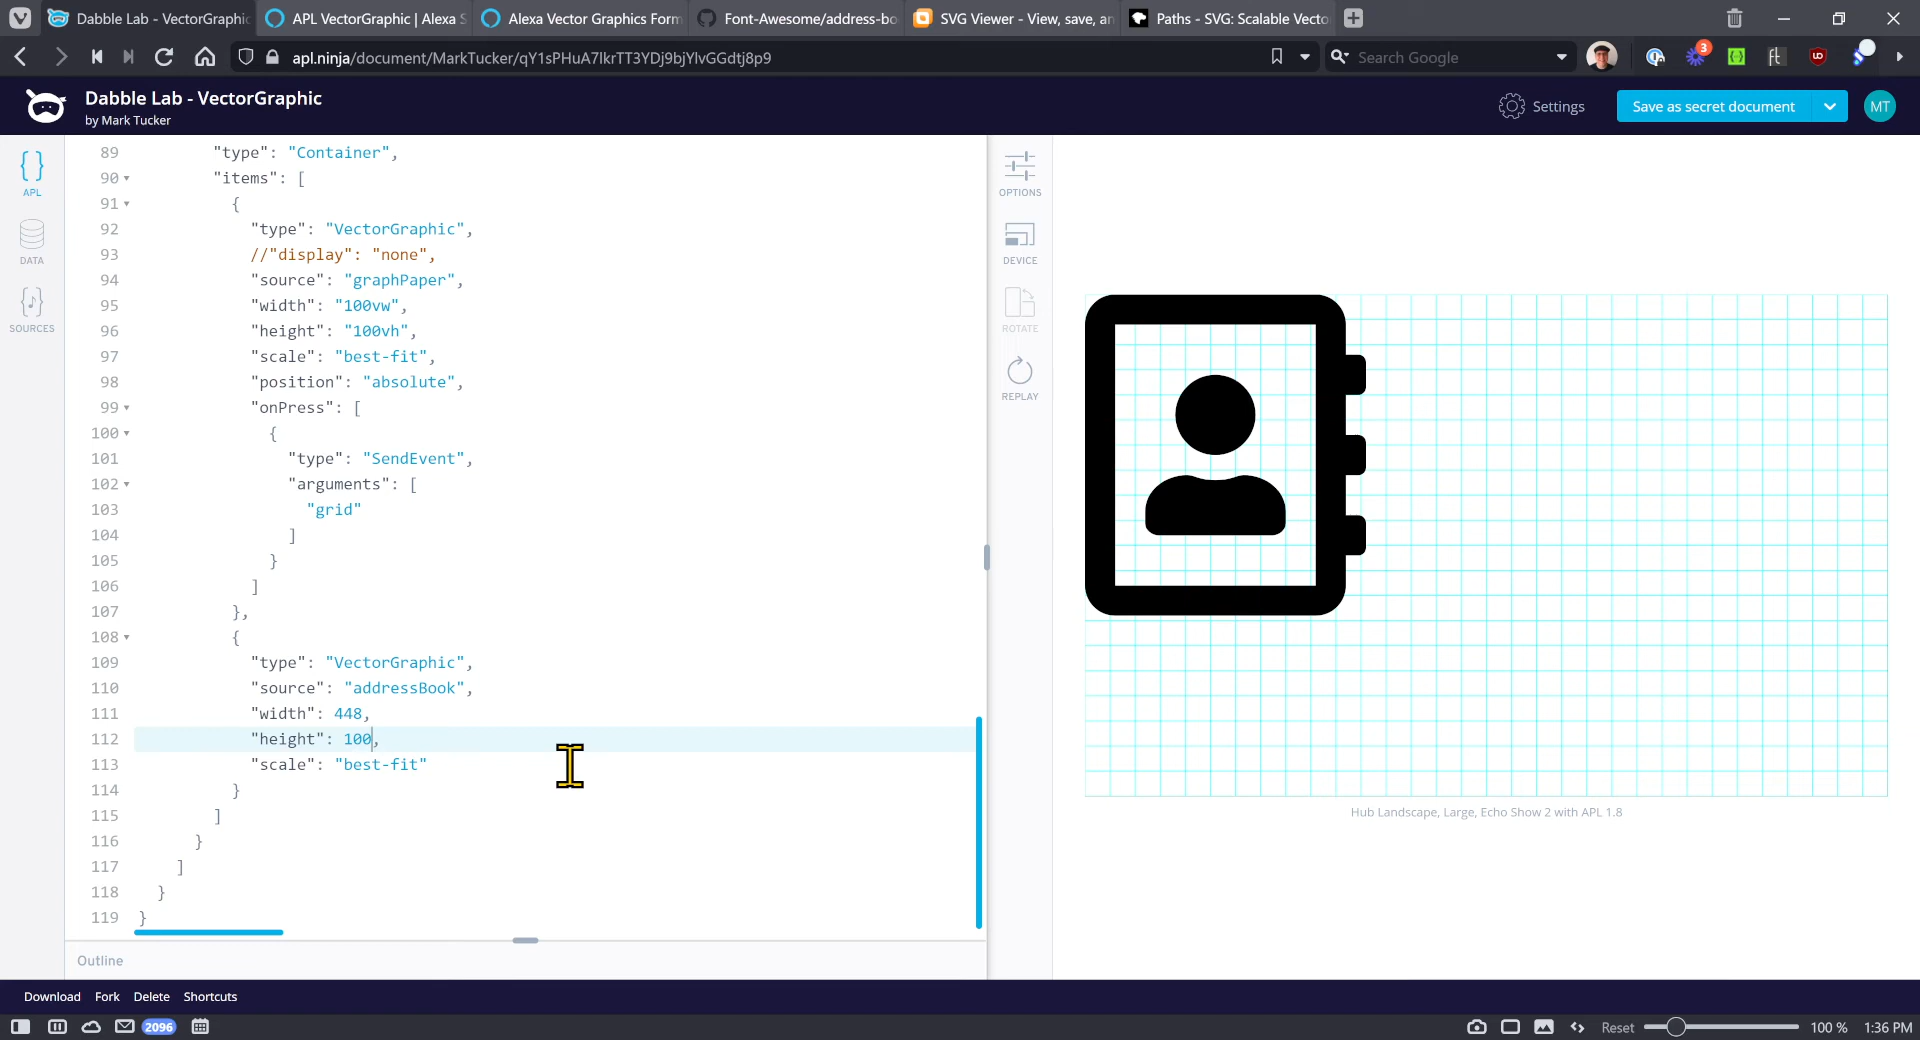 Dabble Lab - VectorGraphic
APL VectorGraphic | Alexa S
Alexa Vector Graphics Form
Font-Awesome/address-bo
SVG Viewer - View, save, an
Paths - SVG: Scalable Vecto
apl.ninja/document/MarkTucker/qY1sPHuA7lkrTT3YDj9bjYlvGGdtj8p9
Search Google
3
ft
Dabble Lab - VectorGraphic
by Mark Tucker
Settings
Save as secret document
MT
APL
DATA
SOURCES
89 "type": "Container",
90 "items": [
91 {
92 "type": "VectorGraphic",
93 //"display": "none",
94 "source": "graphPaper",
95 "width": "100vw",
96 "height": "100vh",
97 "scale": "best-fit",
98 "position": "absolute",
99 "onPress": [
100 {
101 "type": "SendEvent",
102 "arguments": [
103 "grid"
104 ]
105 }
106 ]
107 },
108 {
109 "type": "VectorGraphic",
110 "source": "addressBook",
111 "width": 448,
112 "height": 100,
113 "scale": "best-fit"
114 }
115 ]
116 }
117 ]
118 }
119 }
OPTIONS
DEVICE
ROTATE
REPLAY
Hub Landscape, Large, Echo Show 2 with APL 1.8
Outline
Download Fork Delete Shortcuts
2096
Reset
100 %
1:36 PM